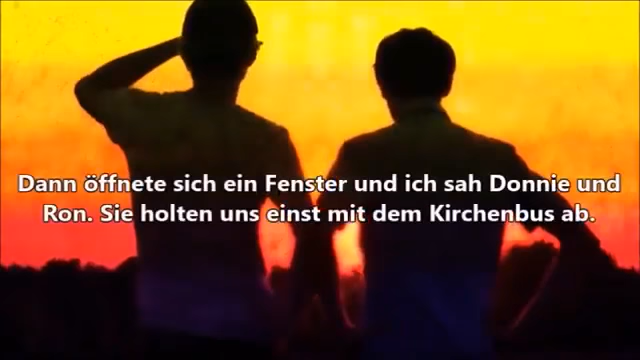 Dann öffnete sich ein Fenster und ich sah Donnie und
Ron. Sie holten uns einst mit dem Kirchenbus ab.